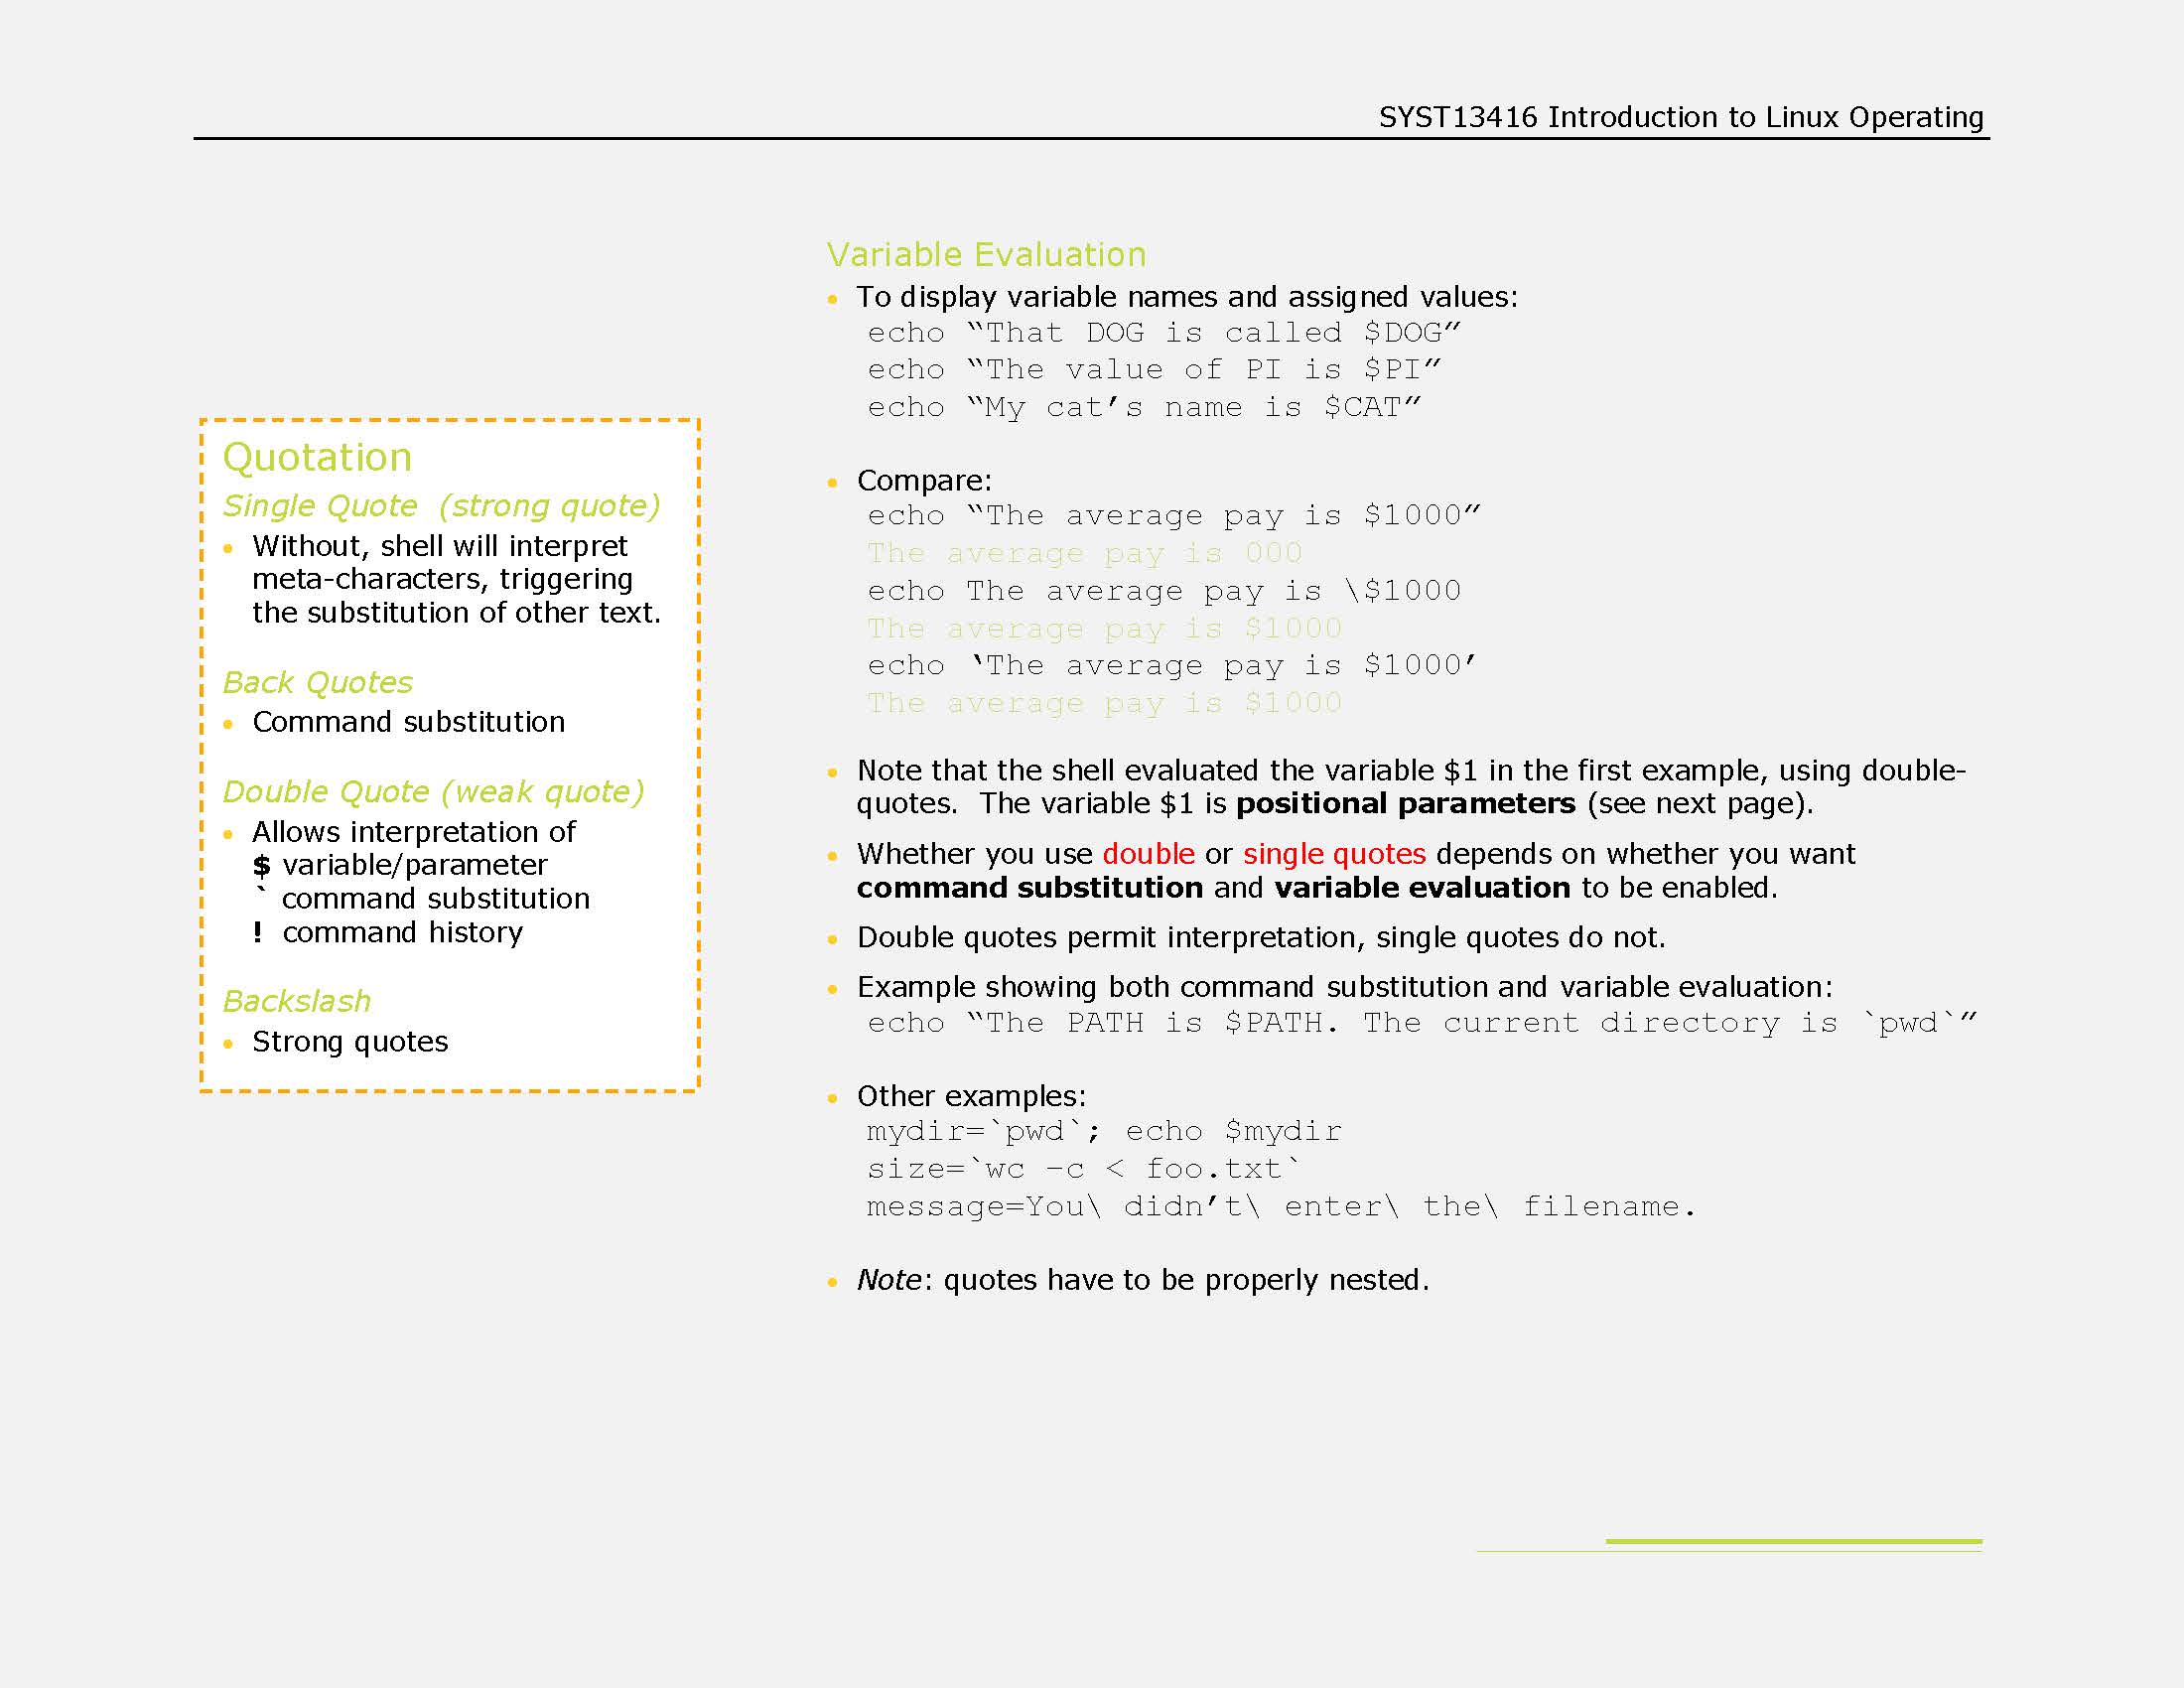 SYST13416 Introduction to Linux Operating
Quotation
Single Quote  (strong quote)
• Without, shell will interpret
meta-characters, triggering
the substitution of other text.
Back Quotes
• Command substitution
Double Quote (weak quote)
• Allows interpretation of
$ variable/parameter
` command substitution
! command history
Backslash
• Strong quotes
Variable Evaluation
• To display variable names and assigned values:
echo “That DOG is called $DOG”
echo “The value of PI is $PI”
echo “My cat’s name is $CAT”
• Compare:
echo “The average pay is $1000”
The average pay is 000
echo The average pay is \$1000
The average pay is $1000
echo ‘The average pay is $1000’
The average pay is $1000
• Note that the shell evaluated the variable $1 in the first example, using double-
quotes.  The variable $1 is positional parameters (see next page).
• Whether you use double or single quotes depends on whether you want
command substitution and variable evaluation to be enabled.
• Double quotes permit interpretation, single quotes do not.
• Example showing both command substitution and variable evaluation:
echo “The PATH is $PATH. The current directory is `pwd`”
• Other examples:
mydir=`pwd`; echo $mydir
size=`wc –c < foo.txt`
message=You\ didn’t\ enter\ the\ filename.
• Note: quotes have to be properly nested.